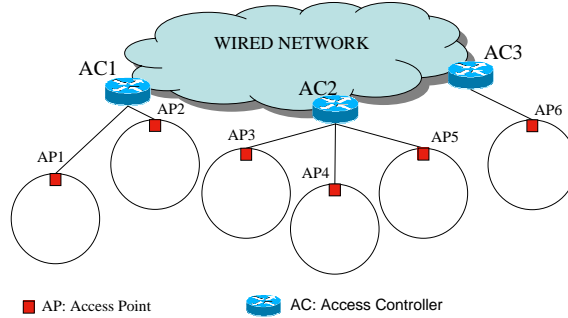 WIRED NETWORK
AC1
AC2
AC3
AP1
AP2
AP3
AP4
AP5
AP6
AP: Access Point
AC: Access Controller